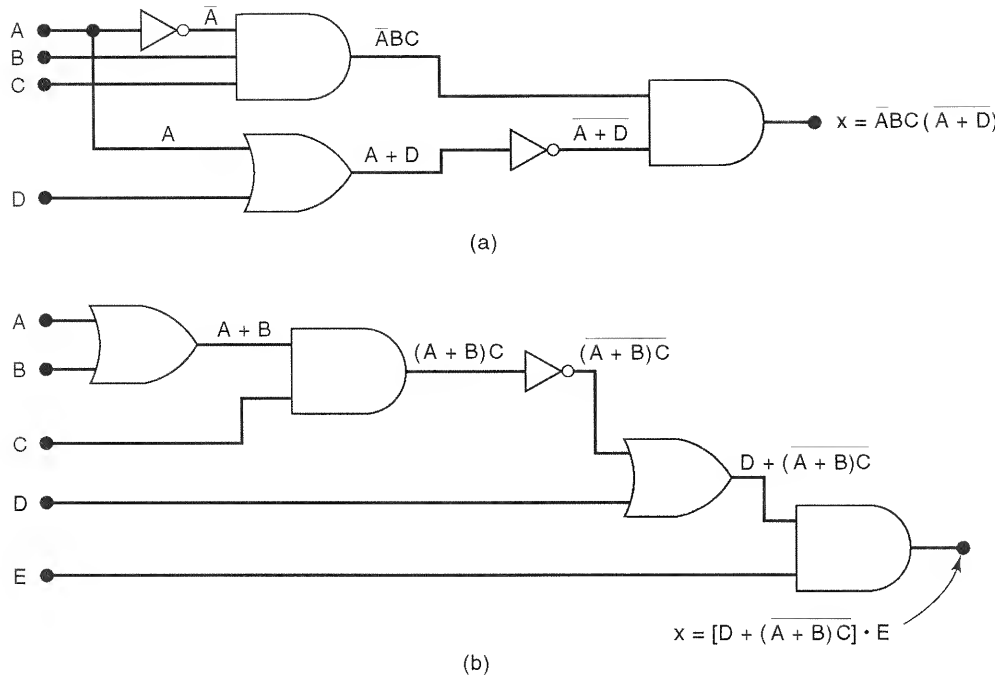 A
A̅
B
A̅BC
C
x = A̅BC(A̅ ̅+̅ ̅D̅)
A
A + D
A̅ ̅+̅ ̅D̅
D
(a)
A
A + B
B
(A + B)C
(̅A̅ ̅+̅ ̅B̅)̅C̅
C
D + (̅A̅ ̅+̅ ̅B̅)̅C̅
D
E
x = [D + (̅A̅ ̅+̅ ̅B̅)̅C̅] • E
(b)